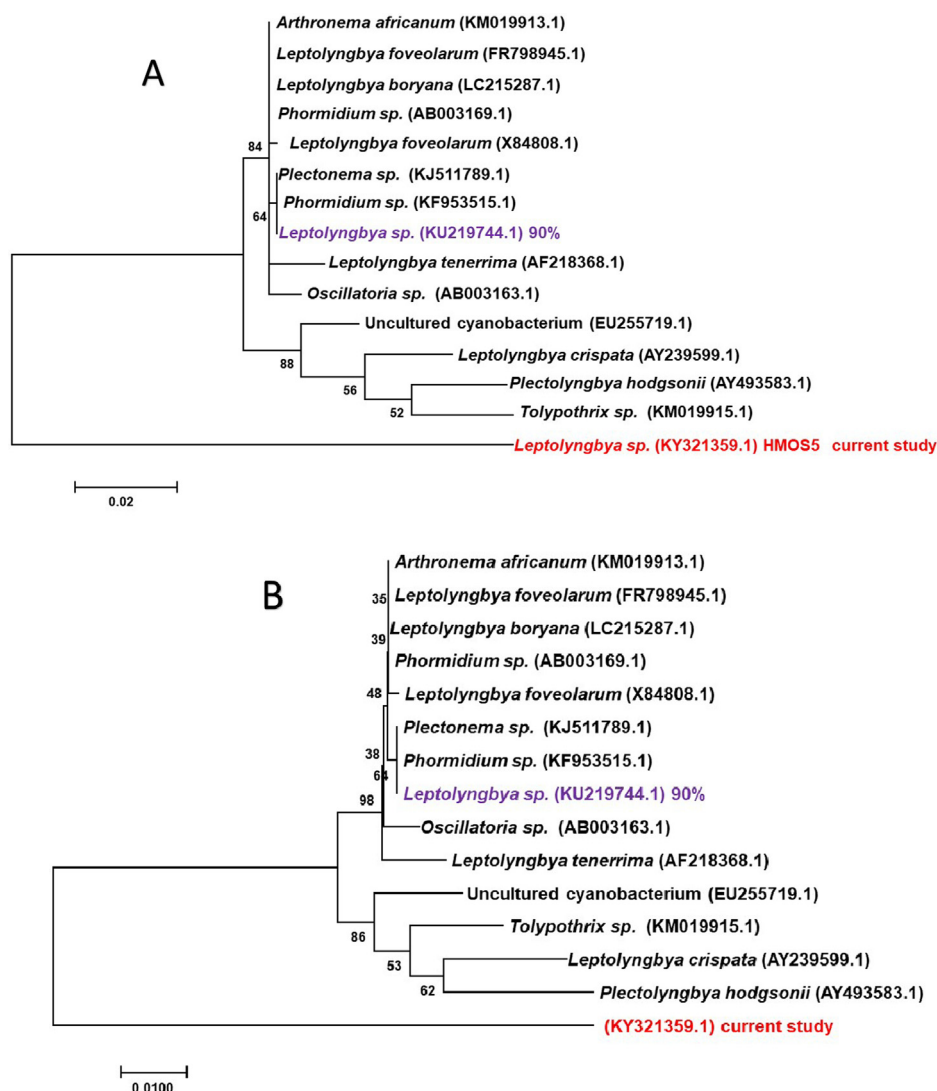 Arthronema africanum (KM019913.1)
Leptolyngbya foveolarum (FR798945.1)
A
Leptolyngbya boryana (LC215287.1)
Phormidium sp. (AB003169.1)
84
Leptolyngbya foveolarum (X84808.1)
Plectonema sp. (KJ511789.1)
Phormidium sp. (KF953515.1)
64
Leptolyngbya sp. (KU219744.1) 90%
Leptolyngbya tenerrima (AF218368.1)
Oscillatoria sp. (AB003163.1)
Uncultured cyanobacterium (EU255719.1)
88
Leptolyngbya crispata (AY239599.1)
56
Plectolyngbya hodgsonii (AY493583.1)
52
Tolypothrix sp. (KM019915.1)
Leptolyngbya sp. (KY321359.1) HMOS5 current study
0.02
Arthronema africanum (KM019913.1)
B
35
Leptolyngbya foveolarum (FR798945.1)
39
Leptolyngbya boryana (LC215287.1)
Phormidium sp. (AB003169.1)
48
Leptolyngbya foveolarum (X84808.1)
Plectonema sp. (KJ511789.1)
38
Phormidium sp. (KF953515.1)
64
Leptolyngbya sp. (KU219744.1) 90%
98
Oscillatoria sp. (AB003163.1)
Leptolyngbya tenerrima (AF218368.1)
Uncultured cyanobacterium (EU255719.1)
86
Tolypothrix sp. (KM019915.1)
53
Leptolyngbya crispata (AY239599.1)
62
Plectolyngbya hodgsonii (AY493583.1)
(KY321359.1) current study
0.0100